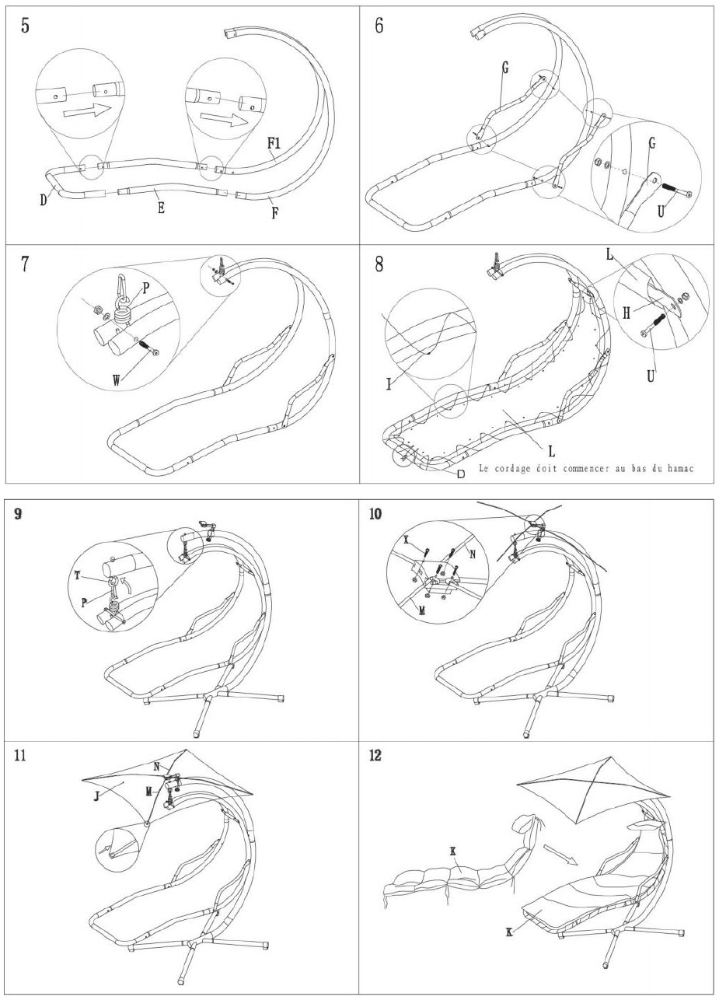 5
F1
D
E
F
6
G
G
U
7
P
W
8
L
H
I
U
L
D
Le cordage doit commencer au bas du hamac
9
T
P
10
X
N
M
11
N
J
M
12
K
K